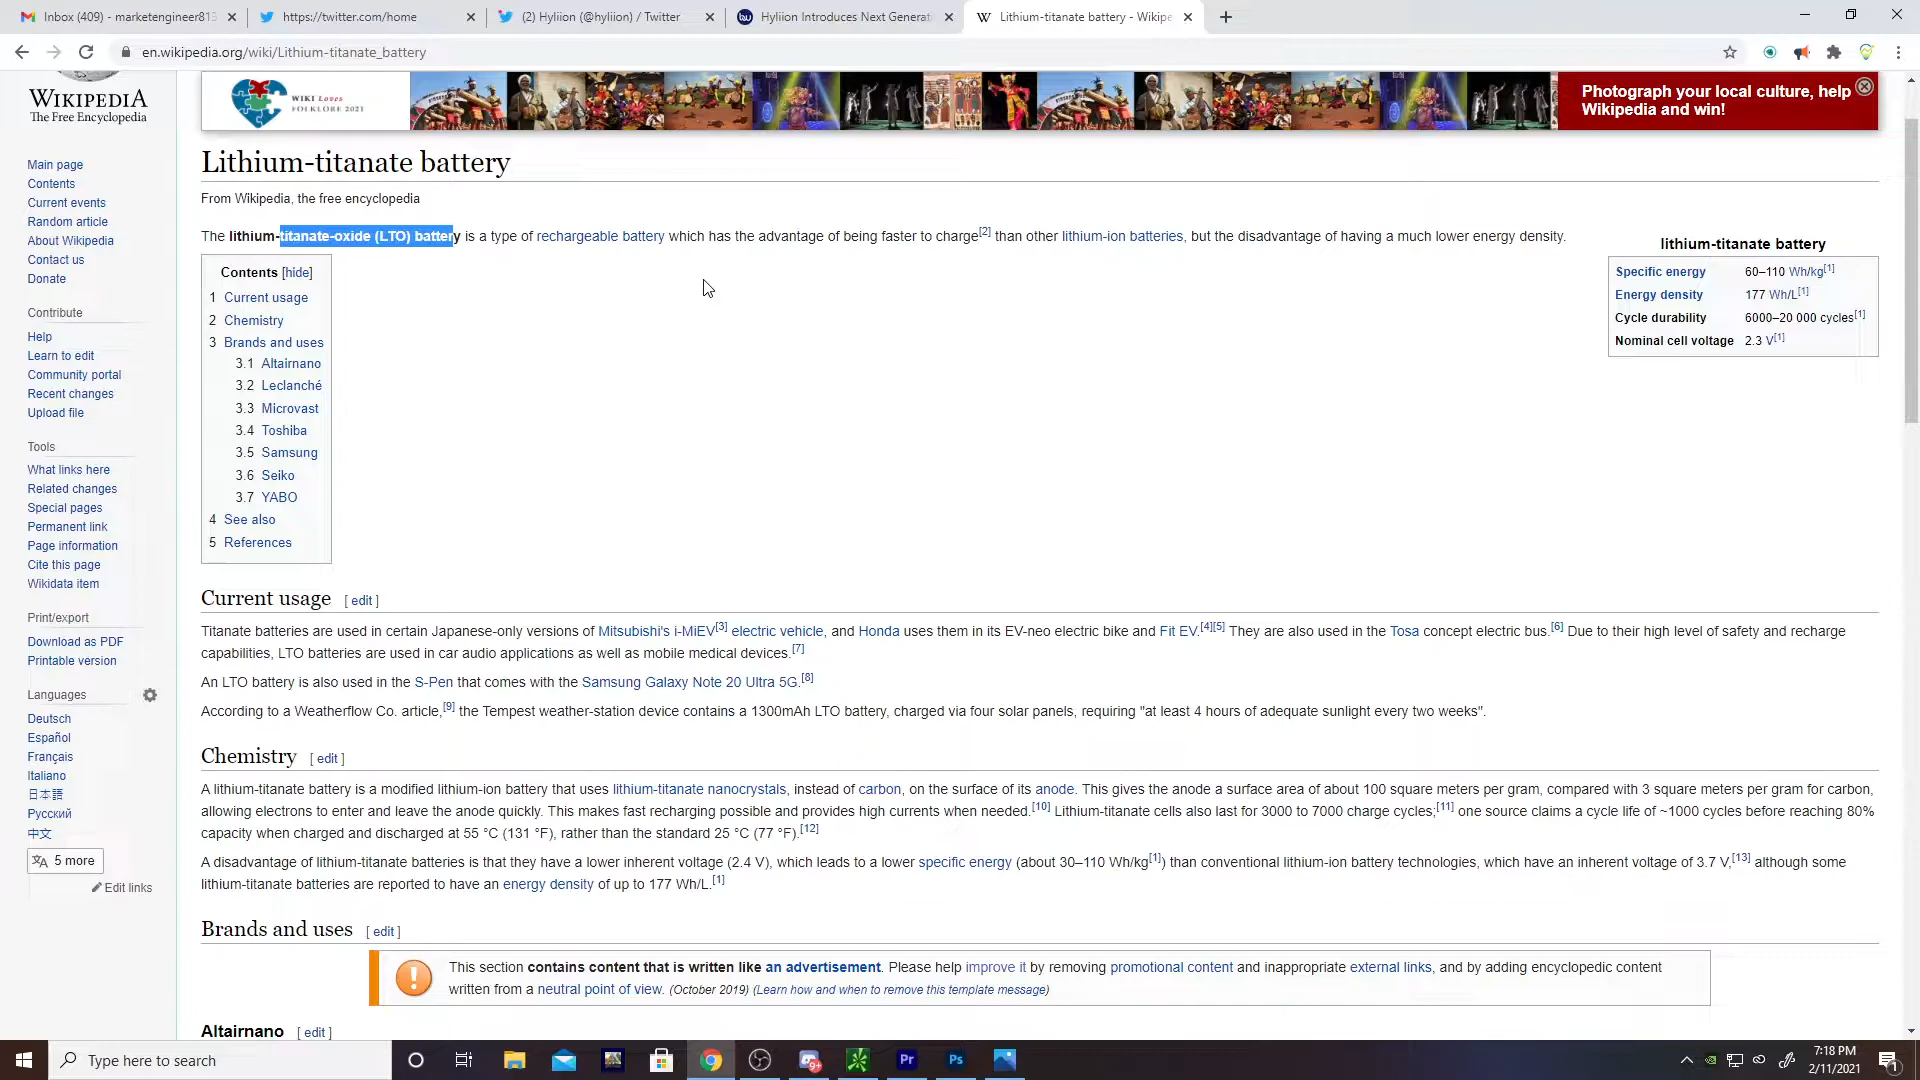 Inbox (409) - marketengineer813
https://twitter.com/home
(2) Hyliion (@hyliion) / Twitter
Hyliion Introduces Next Generati
Lithium-titanate battery - Wikipe
en.wikipedia.org/wiki/Lithium-titanate_battery
WIKIPEDIA
The Free Encyclopedia
Main page
Contents
Current events
Random article
About Wikipedia
Contact us
Donate
Contribute
Help
Learn to edit
Community portal
Recent changes
Upload file
Tools
What links here
Related changes
Special pages
Permanent link
Page information
Cite this page
Wikidata item
Print/export
Download as PDF
Printable version
Languages
Deutsch
Español
Français
Italiano
日本語
Русский
中文
5 more
Edit links
WIKI Loves
FOLKLORE 2021
Photograph your local culture, help
Wikipedia and win!
Lithium-titanate battery
From Wikipedia, the free encyclopedia
The lithium-titanate-oxide (LTO) battery is a type of rechargeable battery which has the advantage of being faster to charge[2] than other lithium-ion batteries, but the disadvantage of having a much lower energy density.
lithium-titanate battery
Specific energy 60–110 Wh/kg[1]
Energy density 177 Wh/L[1]
Cycle durability 6000–20 000 cycles[1]
Nominal cell voltage 2.3 V[1]
Contents [hide]
1 Current usage
2 Chemistry
3 Brands and uses
3.1 Altairnano
3.2 Leclanché
3.3 Microvast
3.4 Toshiba
3.5 Samsung
3.6 Seiko
3.7 YABO
4 See also
5 References
Current usage [ edit ]
Titanate batteries are used in certain Japanese-only versions of Mitsubishi's i-MiEV[3] electric vehicle, and Honda uses them in its EV-neo electric bike and Fit EV.[4][5] They are also used in the Tosa concept electric bus.[6] Due to their high level of safety and recharge
capabilities, LTO batteries are used in car audio applications as well as mobile medical devices.[7]
An LTO battery is also used in the S-Pen that comes with the Samsung Galaxy Note 20 Ultra 5G.[8]
According to a Weatherflow Co. article,[9] the Tempest weather-station device contains a 1300mAh LTO battery, charged via four solar panels, requiring "at least 4 hours of adequate sunlight every two weeks".
Chemistry [ edit ]
A lithium-titanate battery is a modified lithium-ion battery that uses lithium-titanate nanocrystals, instead of carbon, on the surface of its anode. This gives the anode a surface area of about 100 square meters per gram, compared with 3 square meters per gram for carbon,
allowing electrons to enter and leave the anode quickly. This makes fast recharging possible and provides high currents when needed.[10] Lithium-titanate cells also last for 3000 to 7000 charge cycles;[11] one source claims a cycle life of ~1000 cycles before reaching 80%
capacity when charged and discharged at 55 °C (131 °F), rather than the standard 25 °C (77 °F).[12]
A disadvantage of lithium-titanate batteries is that they have a lower inherent voltage (2.4 V), which leads to a lower specific energy (about 30–110 Wh/kg[1]) than conventional lithium-ion battery technologies, which have an inherent voltage of 3.7 V,[13] although some
lithium-titanate batteries are reported to have an energy density of up to 177 Wh/L.[1]
Brands and uses [ edit ]
This section contains content that is written like an advertisement. Please help improve it by removing promotional content and inappropriate external links, and by adding encyclopedic content
written from a neutral point of view. (October 2019) (Learn how and when to remove this template message)
Altairnano [ edit ]
Type here to search
9+
Pr
Ps
7:18 PM
2/11/2021
1